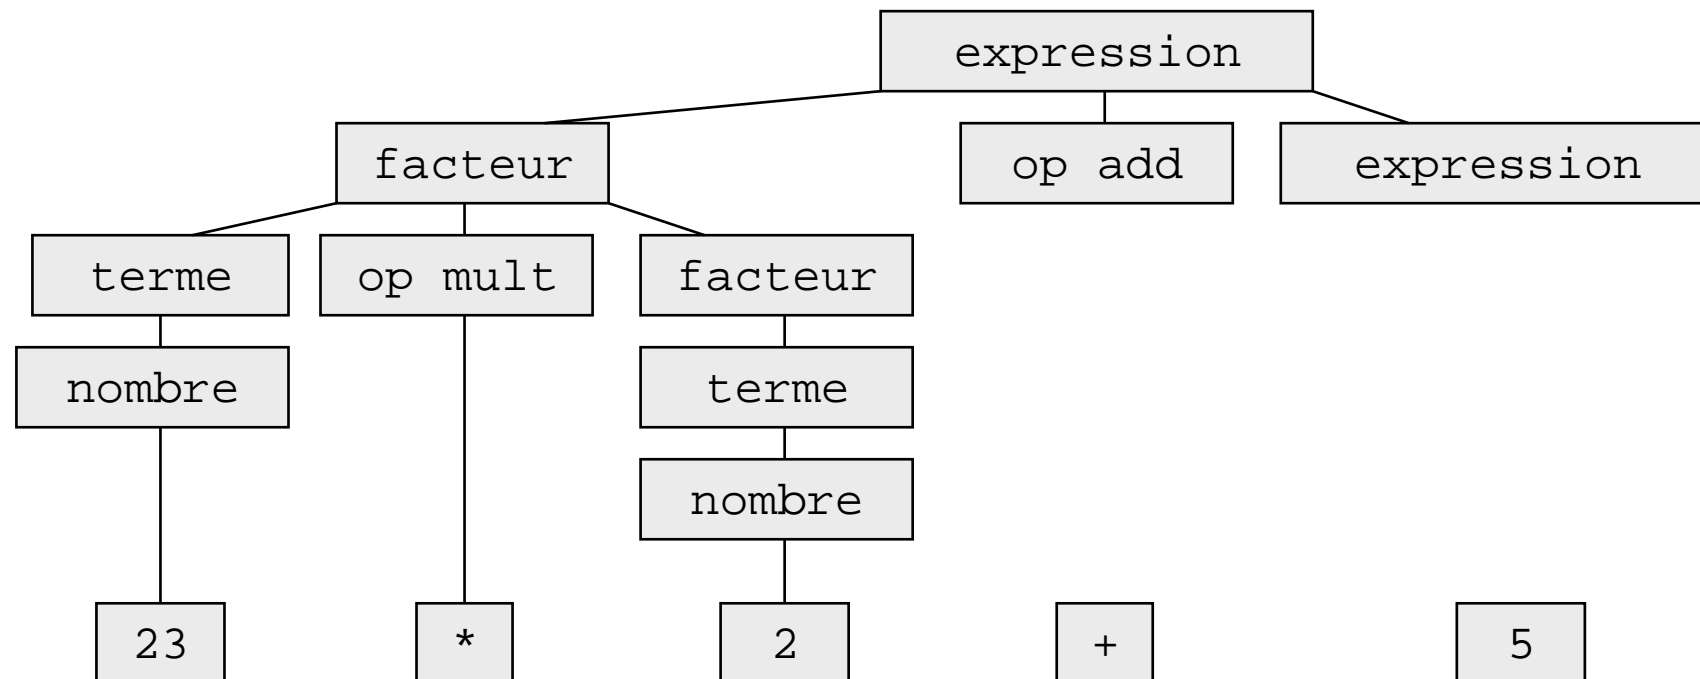 expression
facteur op add expression
terme op mult facteur
nombre terme
nombre
23 * 2 + 5